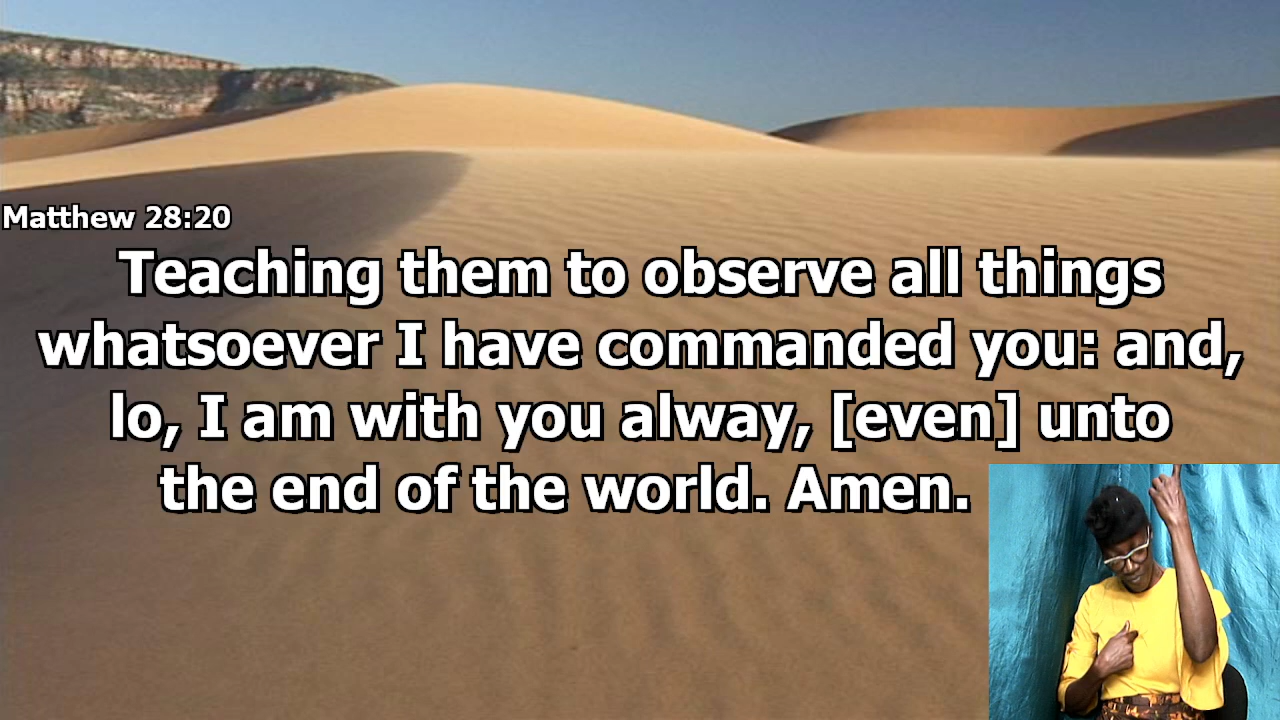 Matthew 28:20
Teaching them to observe all things
whatsoever I have commanded you: and,
lo, I am with you alway, [even] unto
the end of the world. Amen.